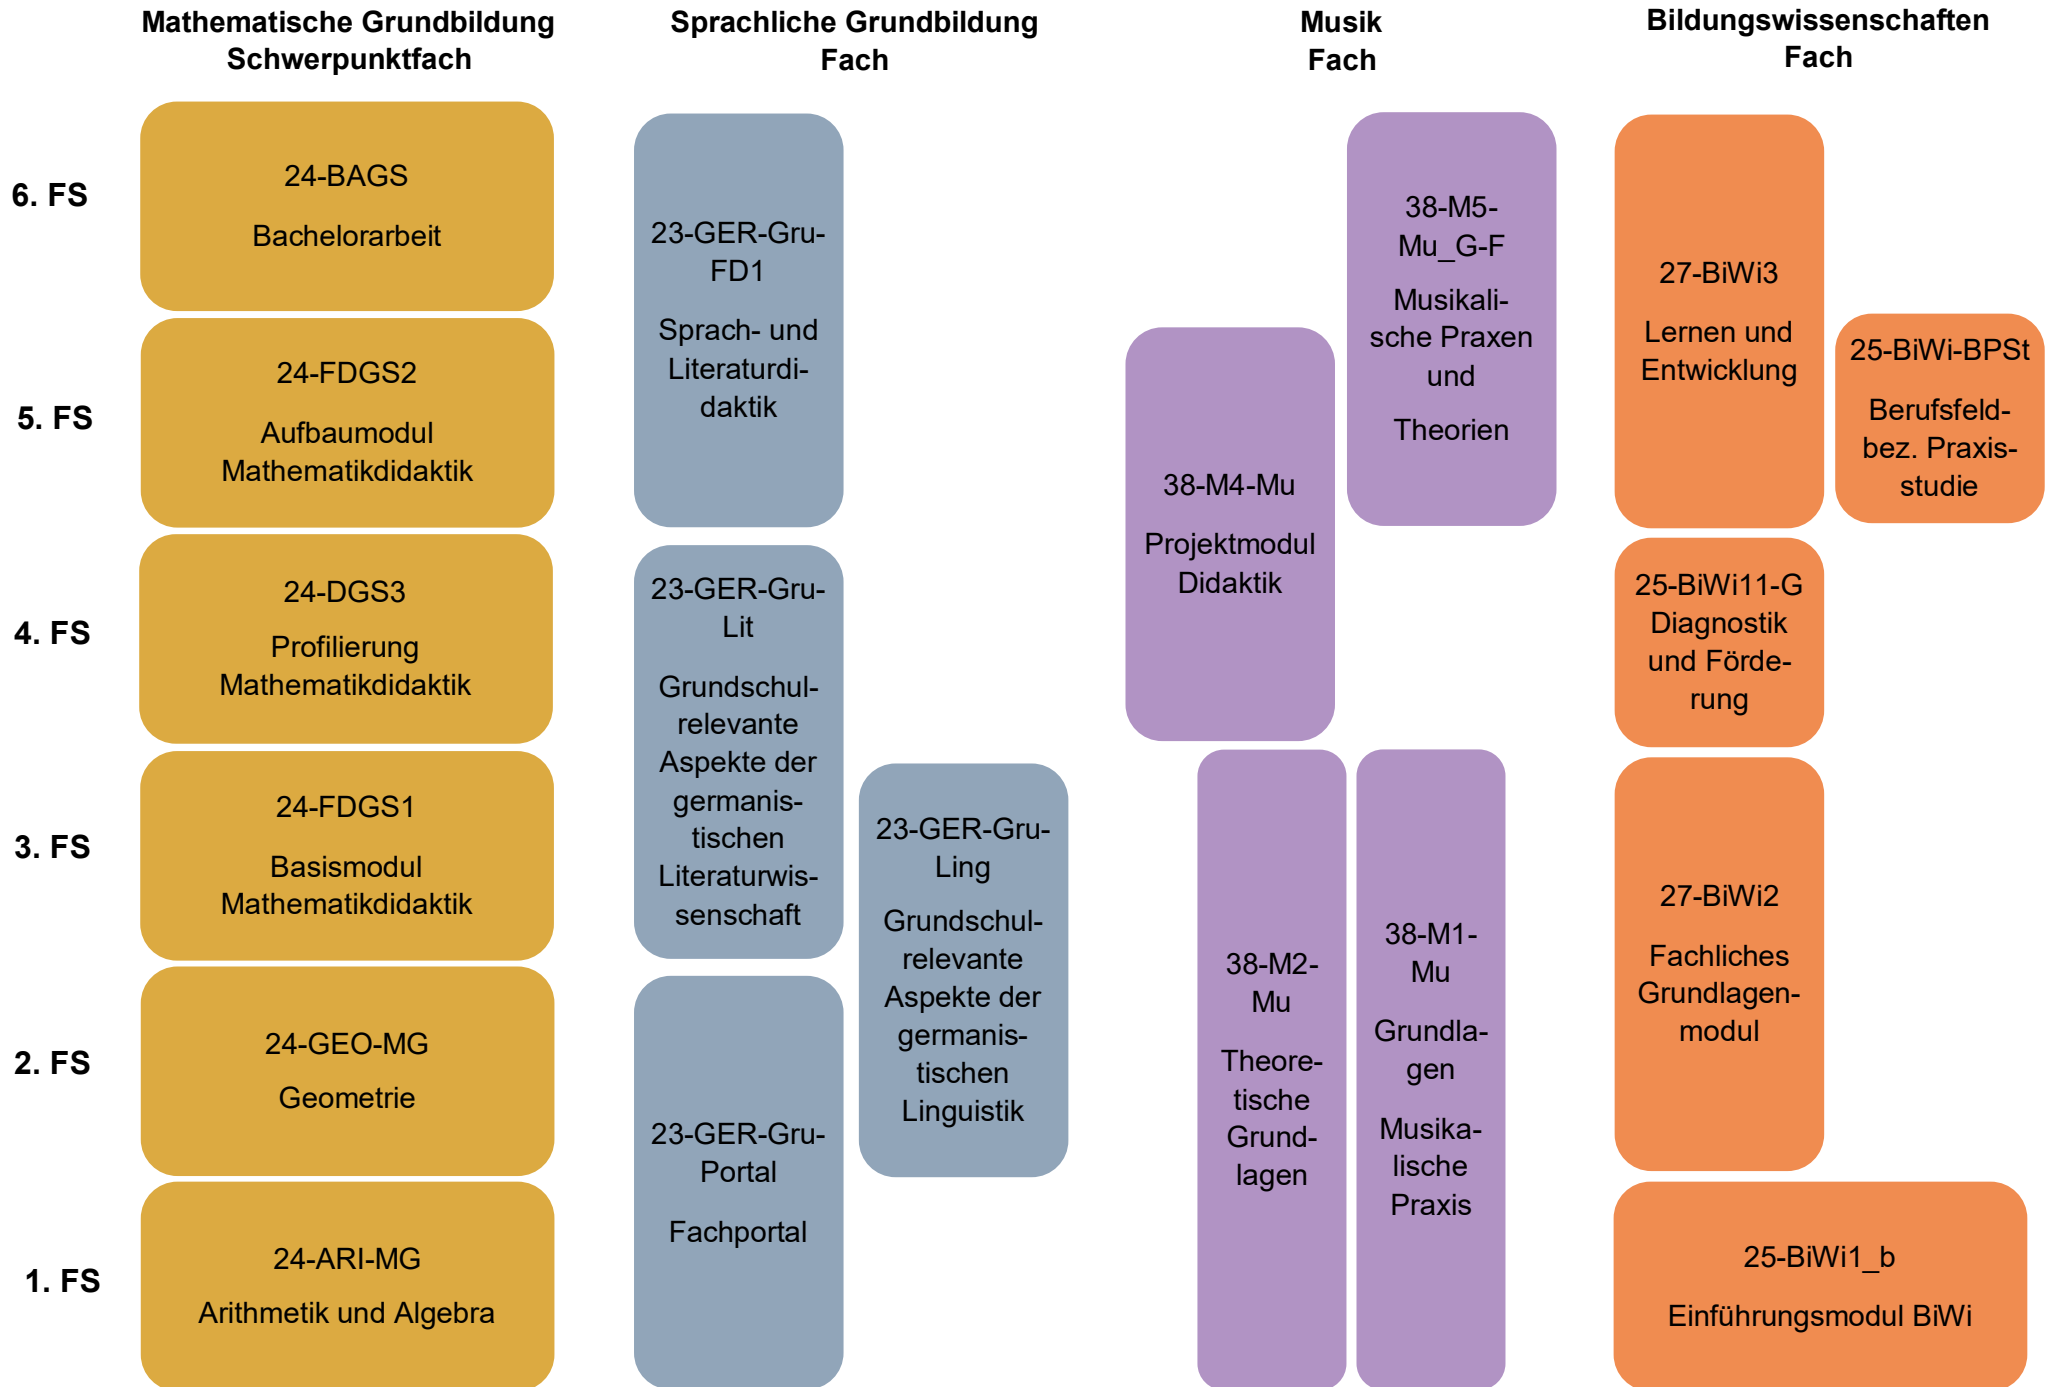 Mathematische Grundbildung
Schwerpunktfach
Sprachliche Grundbildung
Fach
Musik
Fach
Bildungswissenschaften
Fach
6. FS
5. FS
4. FS
3. FS
2. FS
1. FS
24-BAGS
Bachelorarbeit
24-FDGS2
Aufbaumodul
Mathematikdidaktik
24-DGS3
Profilierung
Mathematikdidaktik
24-FDGS1
Basismodul
Mathematikdidaktik
24-GEO-MG
Geometrie
24-ARI-MG
Arithmetik und Algebra
23-GER-Gru-
FD1
Sprach- und
Literaturdi-
daktik
23-GER-Gru-
Lit
Grundschul-
relevante
Aspekte der
germanis-
tischen
Literaturwis-
senschaft
23-GER-Gru-
Ling
Grundschul-
relevante
Aspekte der
germanis-
tischen
Linguistik
23-GER-Gru-
Portal
Fachportal
38-M5-
Mu_G-F
Musikali-
sche Praxen
und
Theorien
38-M4-Mu
Projektmodul
Didaktik
38-M2-
Mu
Theore-
tische
Grund-
lagen
38-M1-
Mu
Grundla-
gen
Musika-
lische
Praxis
27-BiWi3
Lernen und
Entwicklung
25-BiWi-BPSt
Berufsfeld-
bez. Praxis-
studie
25-BiWi11-G
Diagnostik
und Förde-
rung
27-BiWi2
Fachliches
Grundlagen-
modul
25-BiWi1_b
Einführungsmodul BiWi